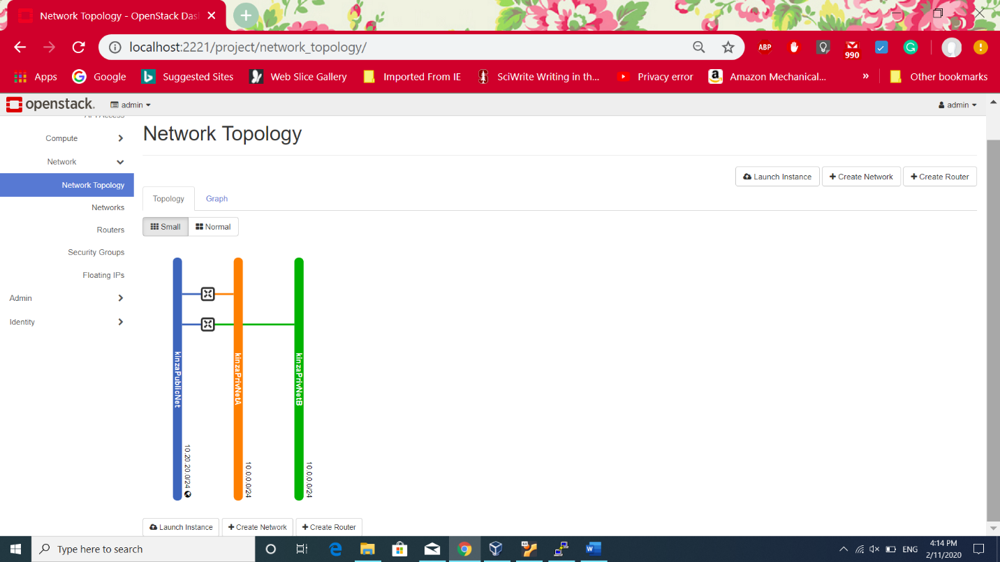 Network Topology - OpenStack Das
localhost:2221/project/network_topology/
ABP
990
Apps
Google
Suggested Sites
Web Slice Gallery
Imported From IE
SciWrite Writing in th...
Privacy error
Amazon Mechanical...
»
Other bookmarks
openstack.
admin
admin
API Access
Compute
Network
Network Topology
Networks
Routers
Security Groups
Floating IPs
Admin
Identity
Network Topology
Launch Instance
+ Create Network
+ Create Router
Topology
Graph
Small
Normal
kinzaPublicNet
10.20.20.0/24
kinzaPrivNetA
10.0.0.0/24
kinzaPrivNetB
10.0.0.0/24
Launch Instance
+ Create Network
+ Create Router
Type here to search
ENG
4:14 PM
2/11/2020